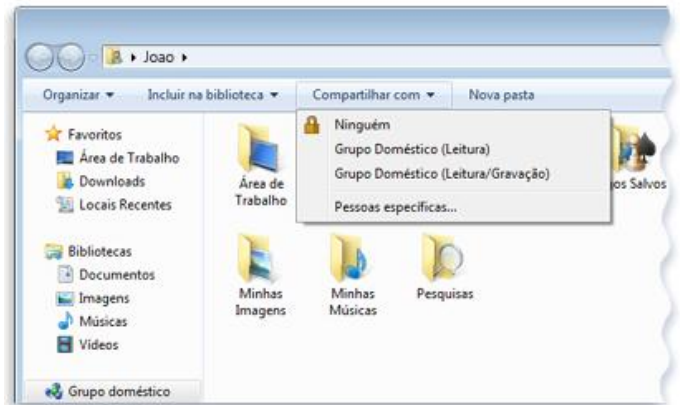 Joao
Organizar
Incluir na biblioteca
Compartilhar com
Nova pasta
Ninguém
Grupo Doméstico (Leitura)
Grupo Doméstico (Leitura/Gravação)
Pessoas específicas...
Favoritos
Área de Trabalho
Downloads
Locais Recentes
Bibliotecas
Documentos
Imagens
Músicas
Vídeos
Grupo doméstico
Área de
Trabalho
Salvos
Minhas
Imagens
Minhas
Músicas
Pesquisas